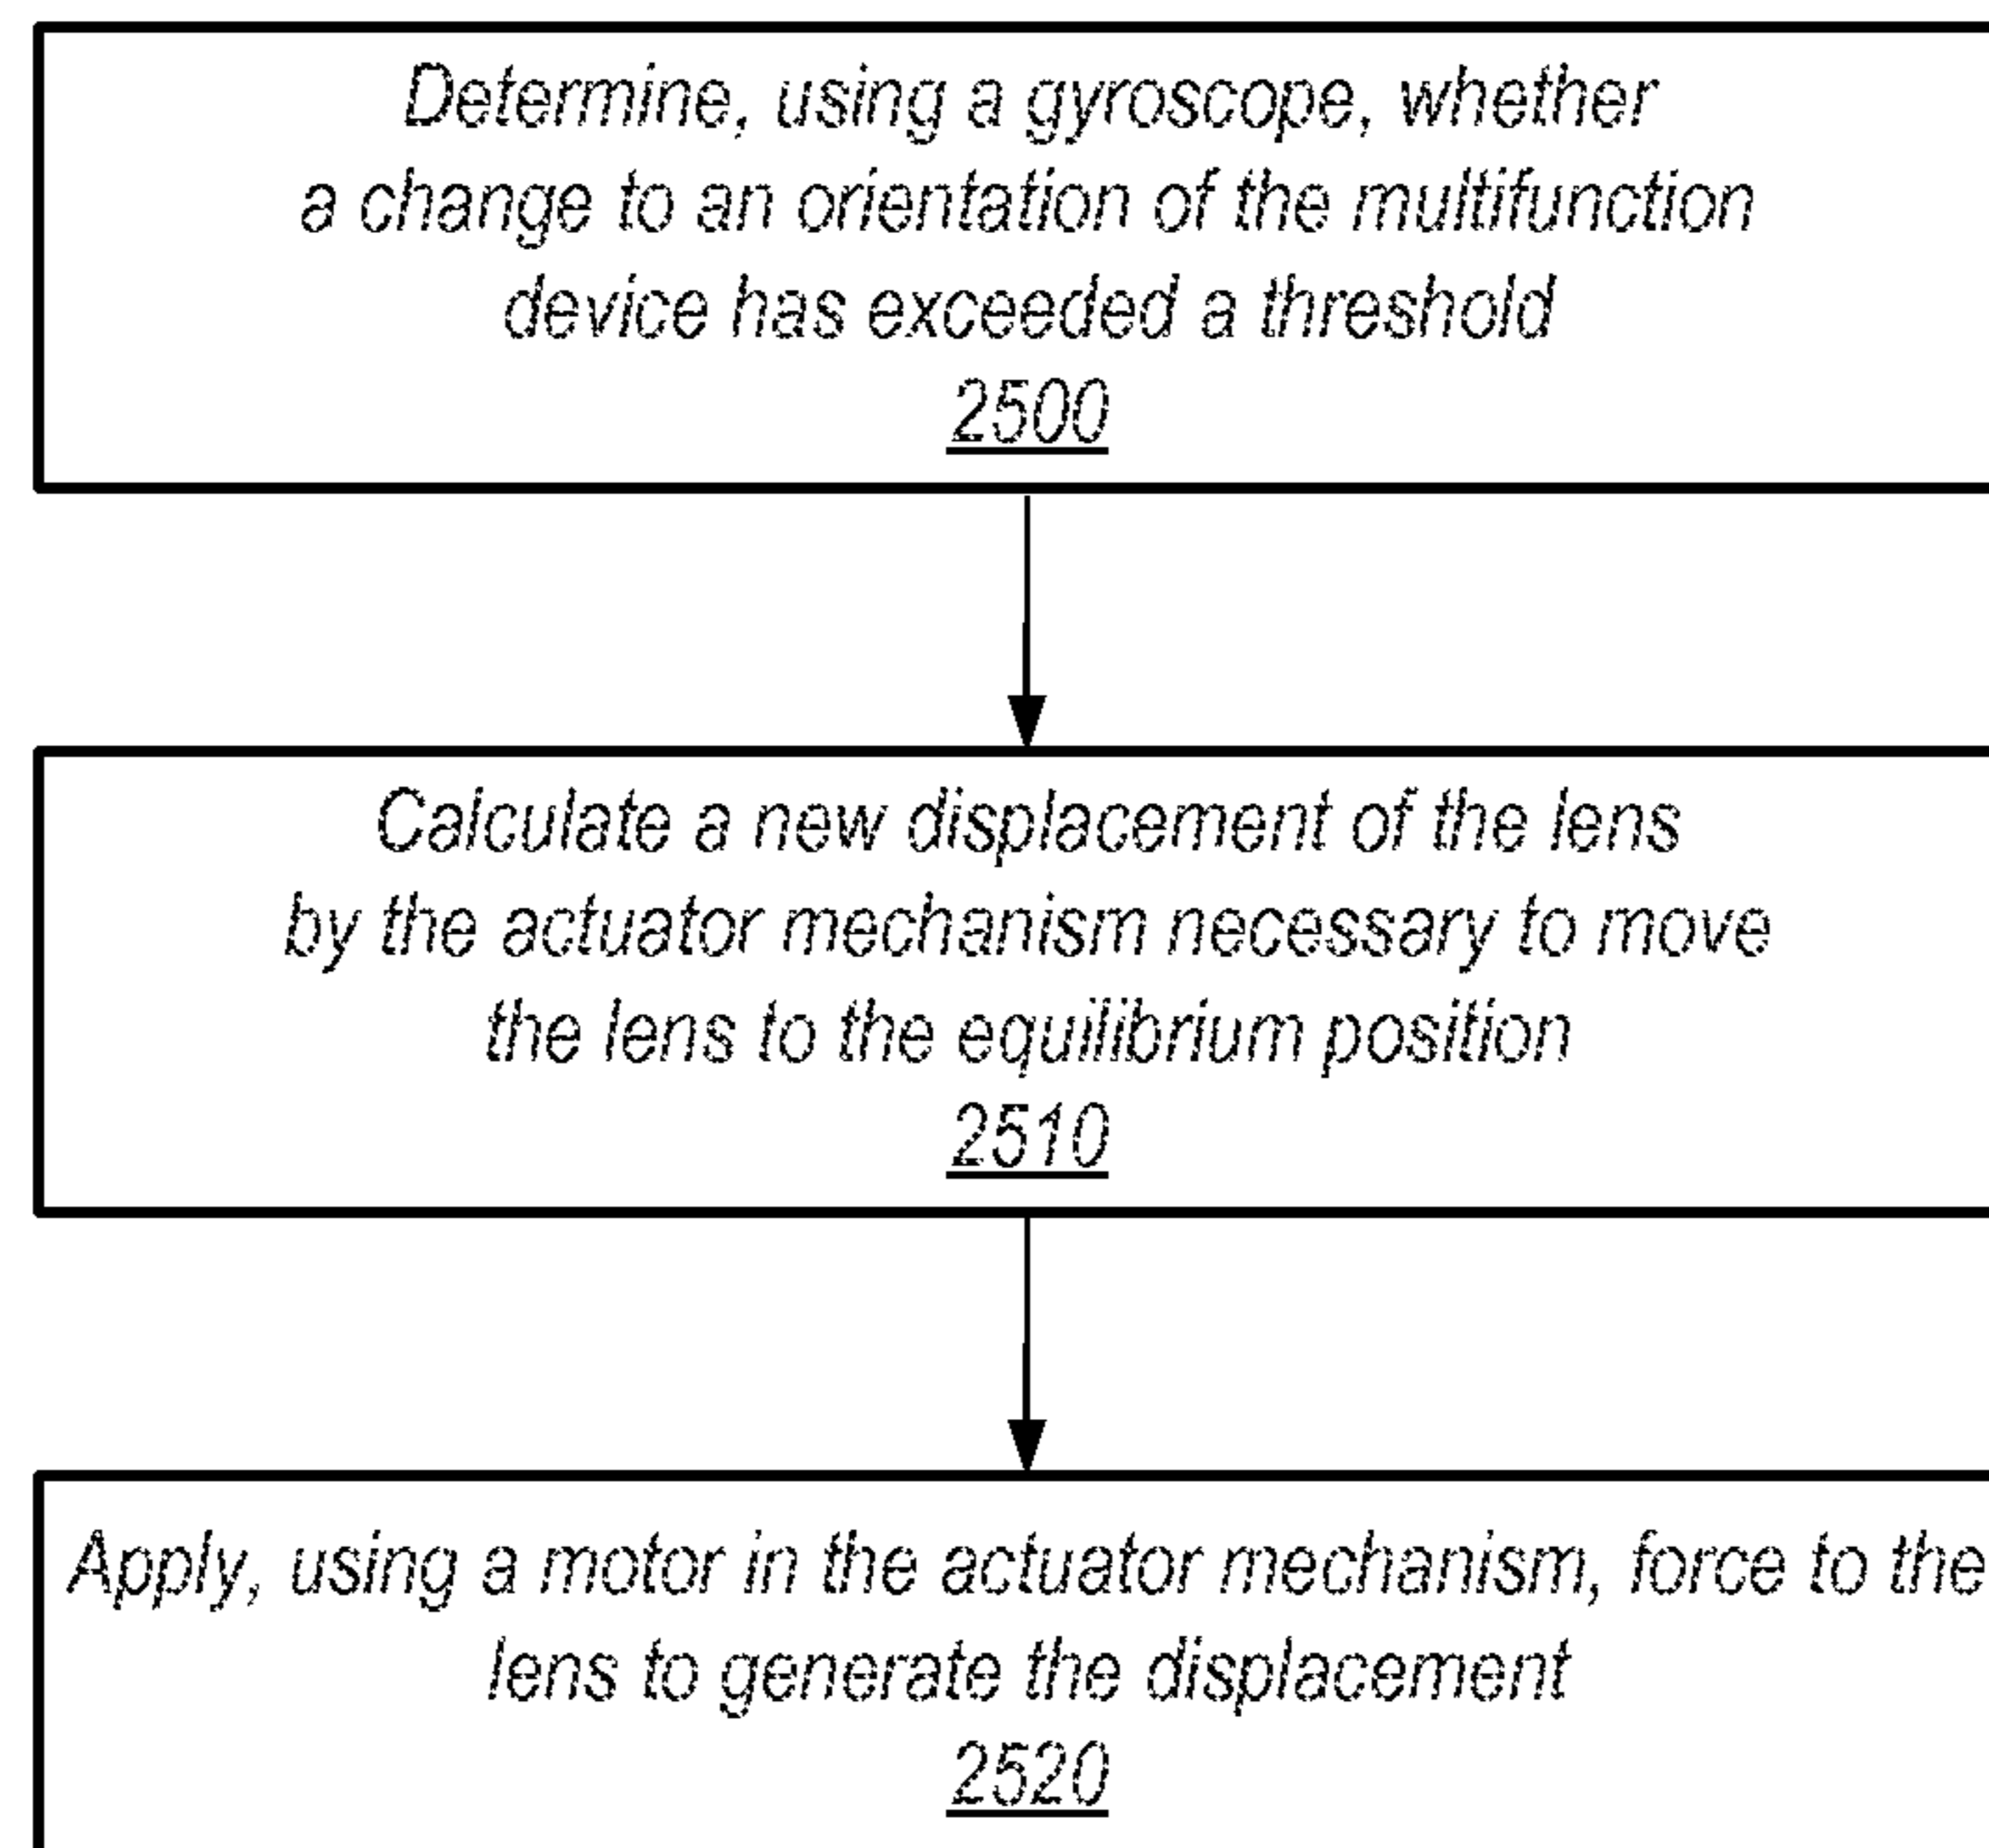 Determine, using a gyroscope, whether
a change to an orientation of the multifunction
device has exceeded a threshold
2500
Calculate a new displacement of the lens
by the actuator mechanism necessary to move
the lens to the equilibrium position
2510
Apply, using a motor in the actuator mechanism, force to the
lens to generate the displacement
2520